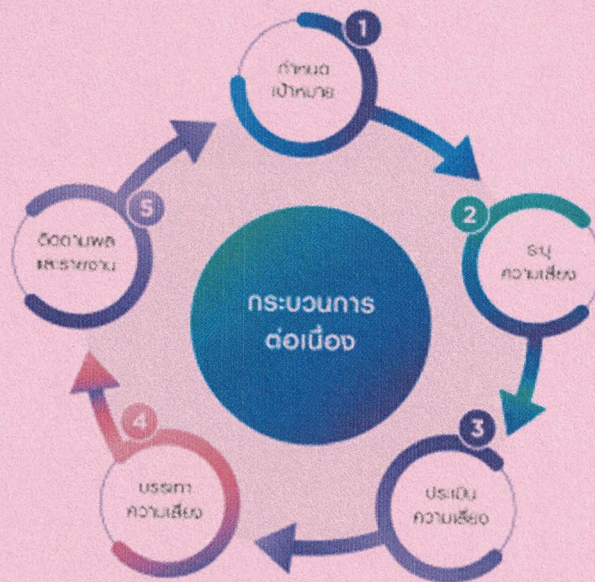 1
กำหนด
เป้าหมาย
2
ระบุ
ความเสี่ยง
3
ประเมิน
ความเสี่ยง
4
บรรเทา
ความเสี่ยง
5
ติดตามผล
และรายงาน
กระบวนการ
ต่อเนื่อง